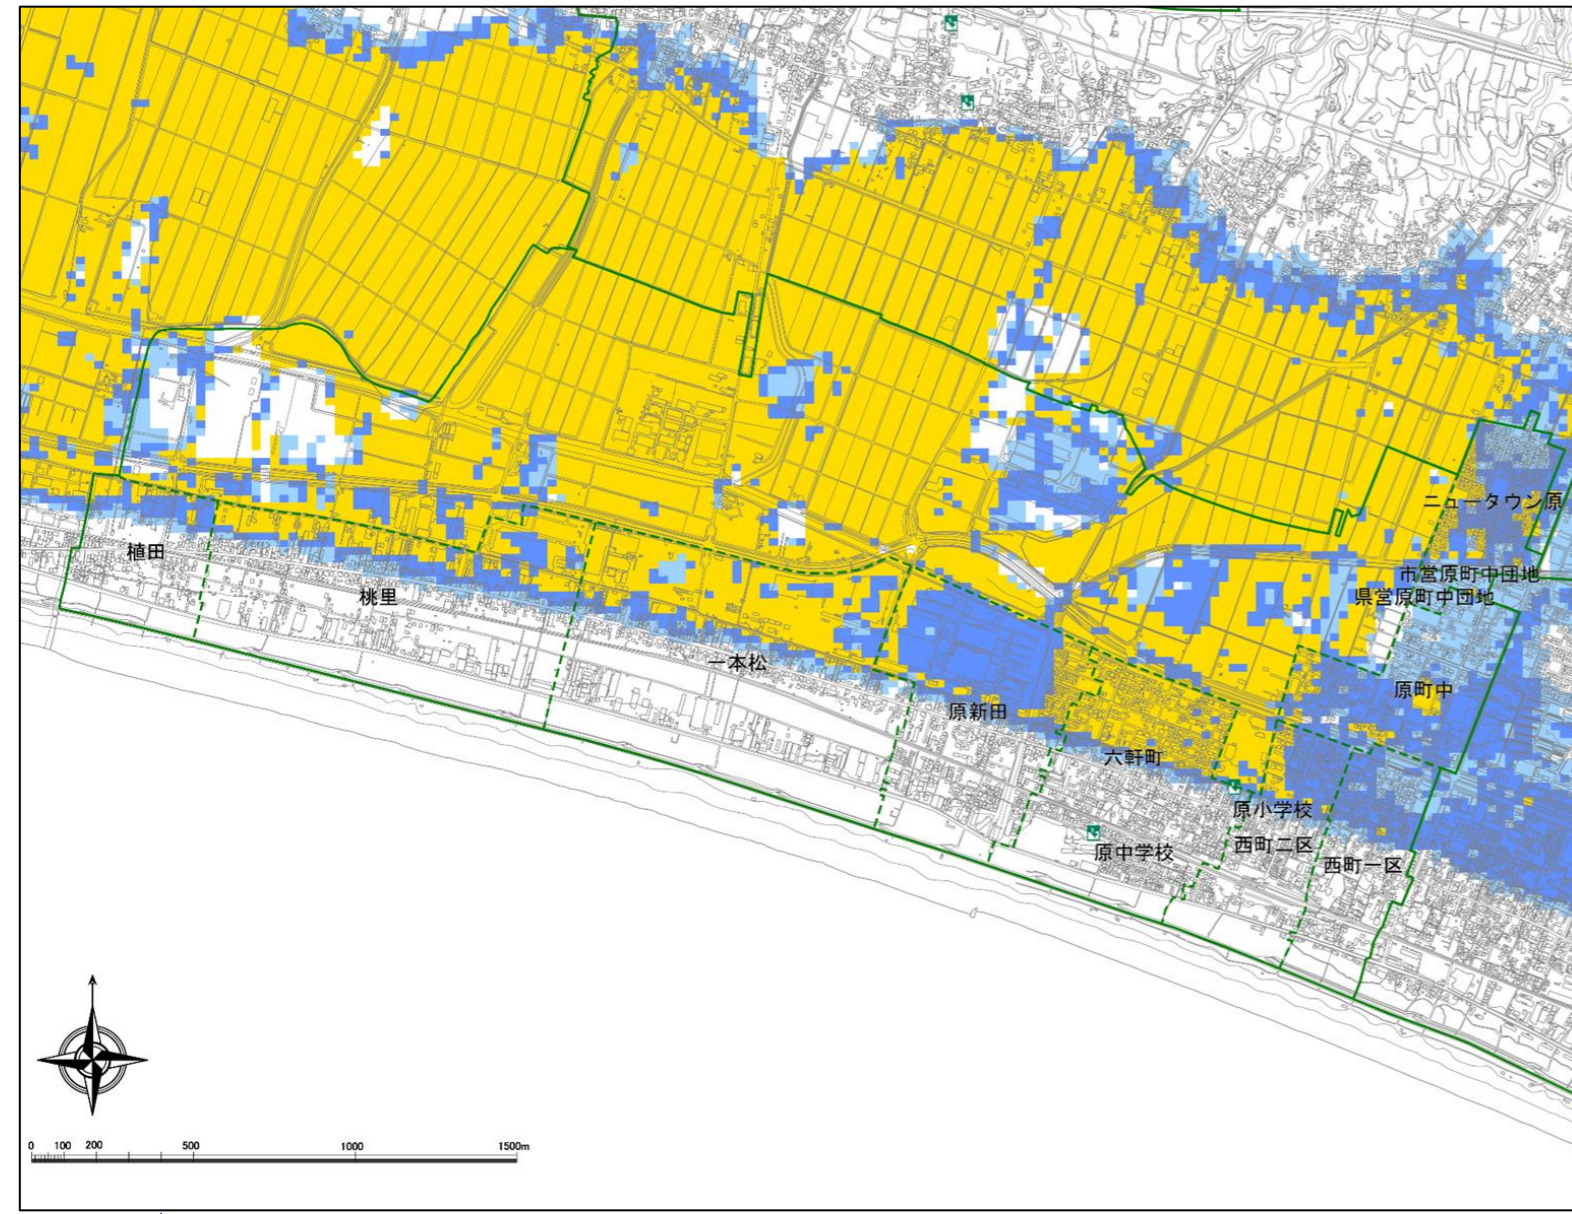 ニュータウン原
植田
市営原町中団地
県営原町中団地
桃里
一本松
原町中
原新田
六軒町
原小学校
西町二区
原中学校
西町一区
0 100 200 500 1000 1500m